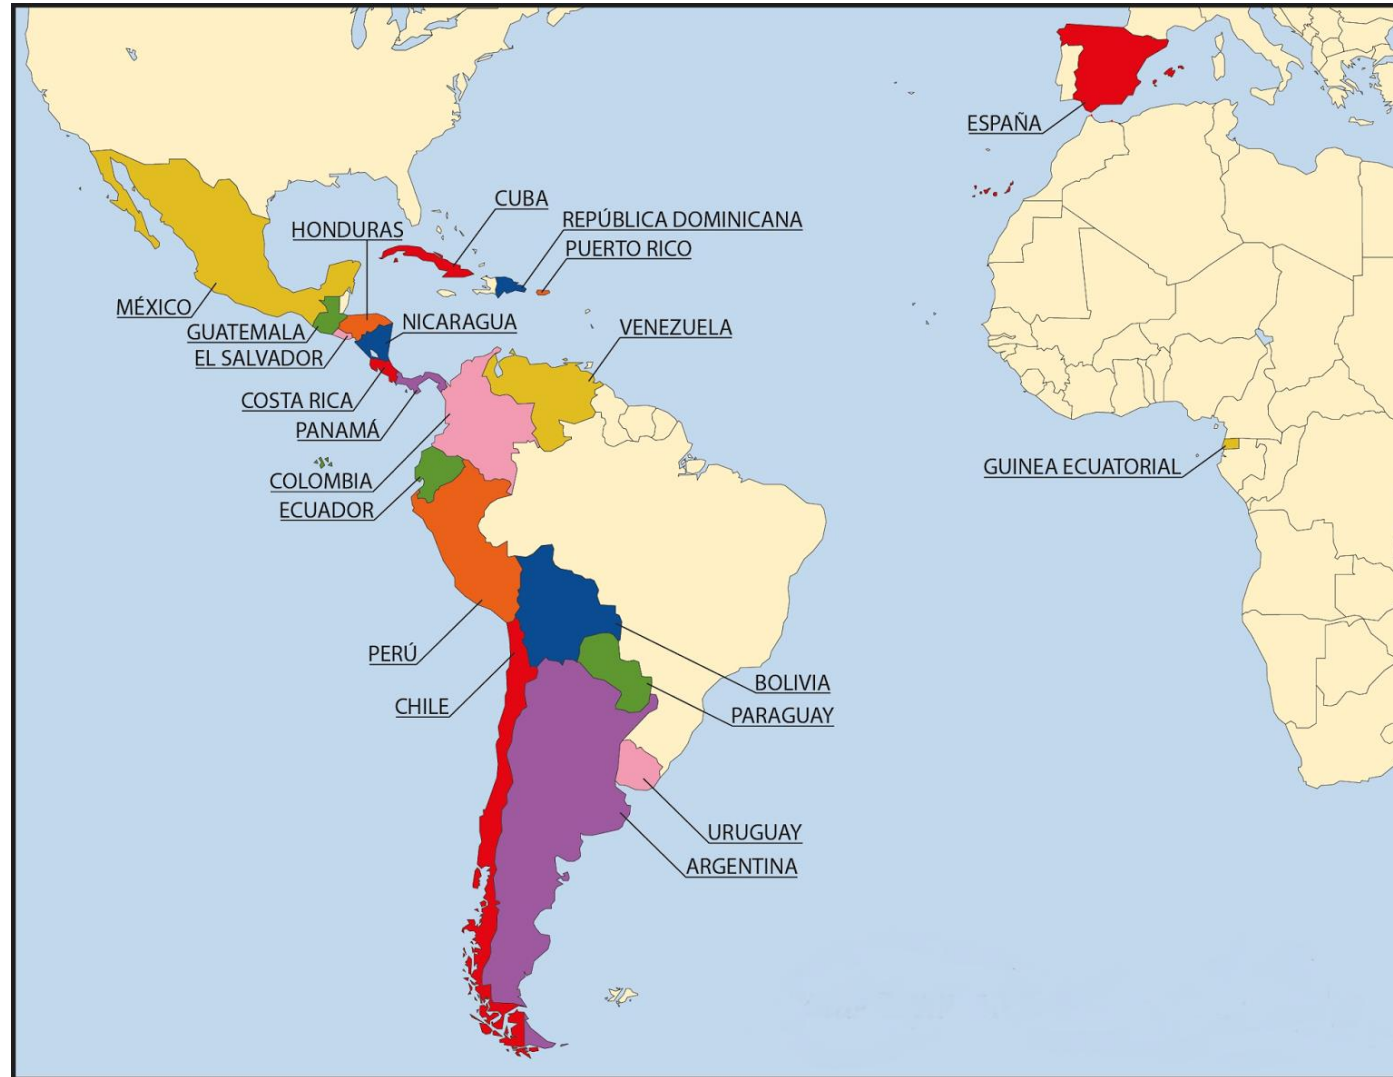 ESPAÑA
CUBA
REPÚBLICA DOMINICANA
HONDURAS
PUERTO RICO
MÉXICO
GUATEMALA
NICARAGUA
VENEZUELA
EL SALVADOR
COSTA RICA
PANAMÁ
GUINEA ECUATORIAL
COLOMBIA
ECUADOR
PERÚ
BOLIVIA
CHILE
PARAGUAY
URUGUAY
ARGENTINA